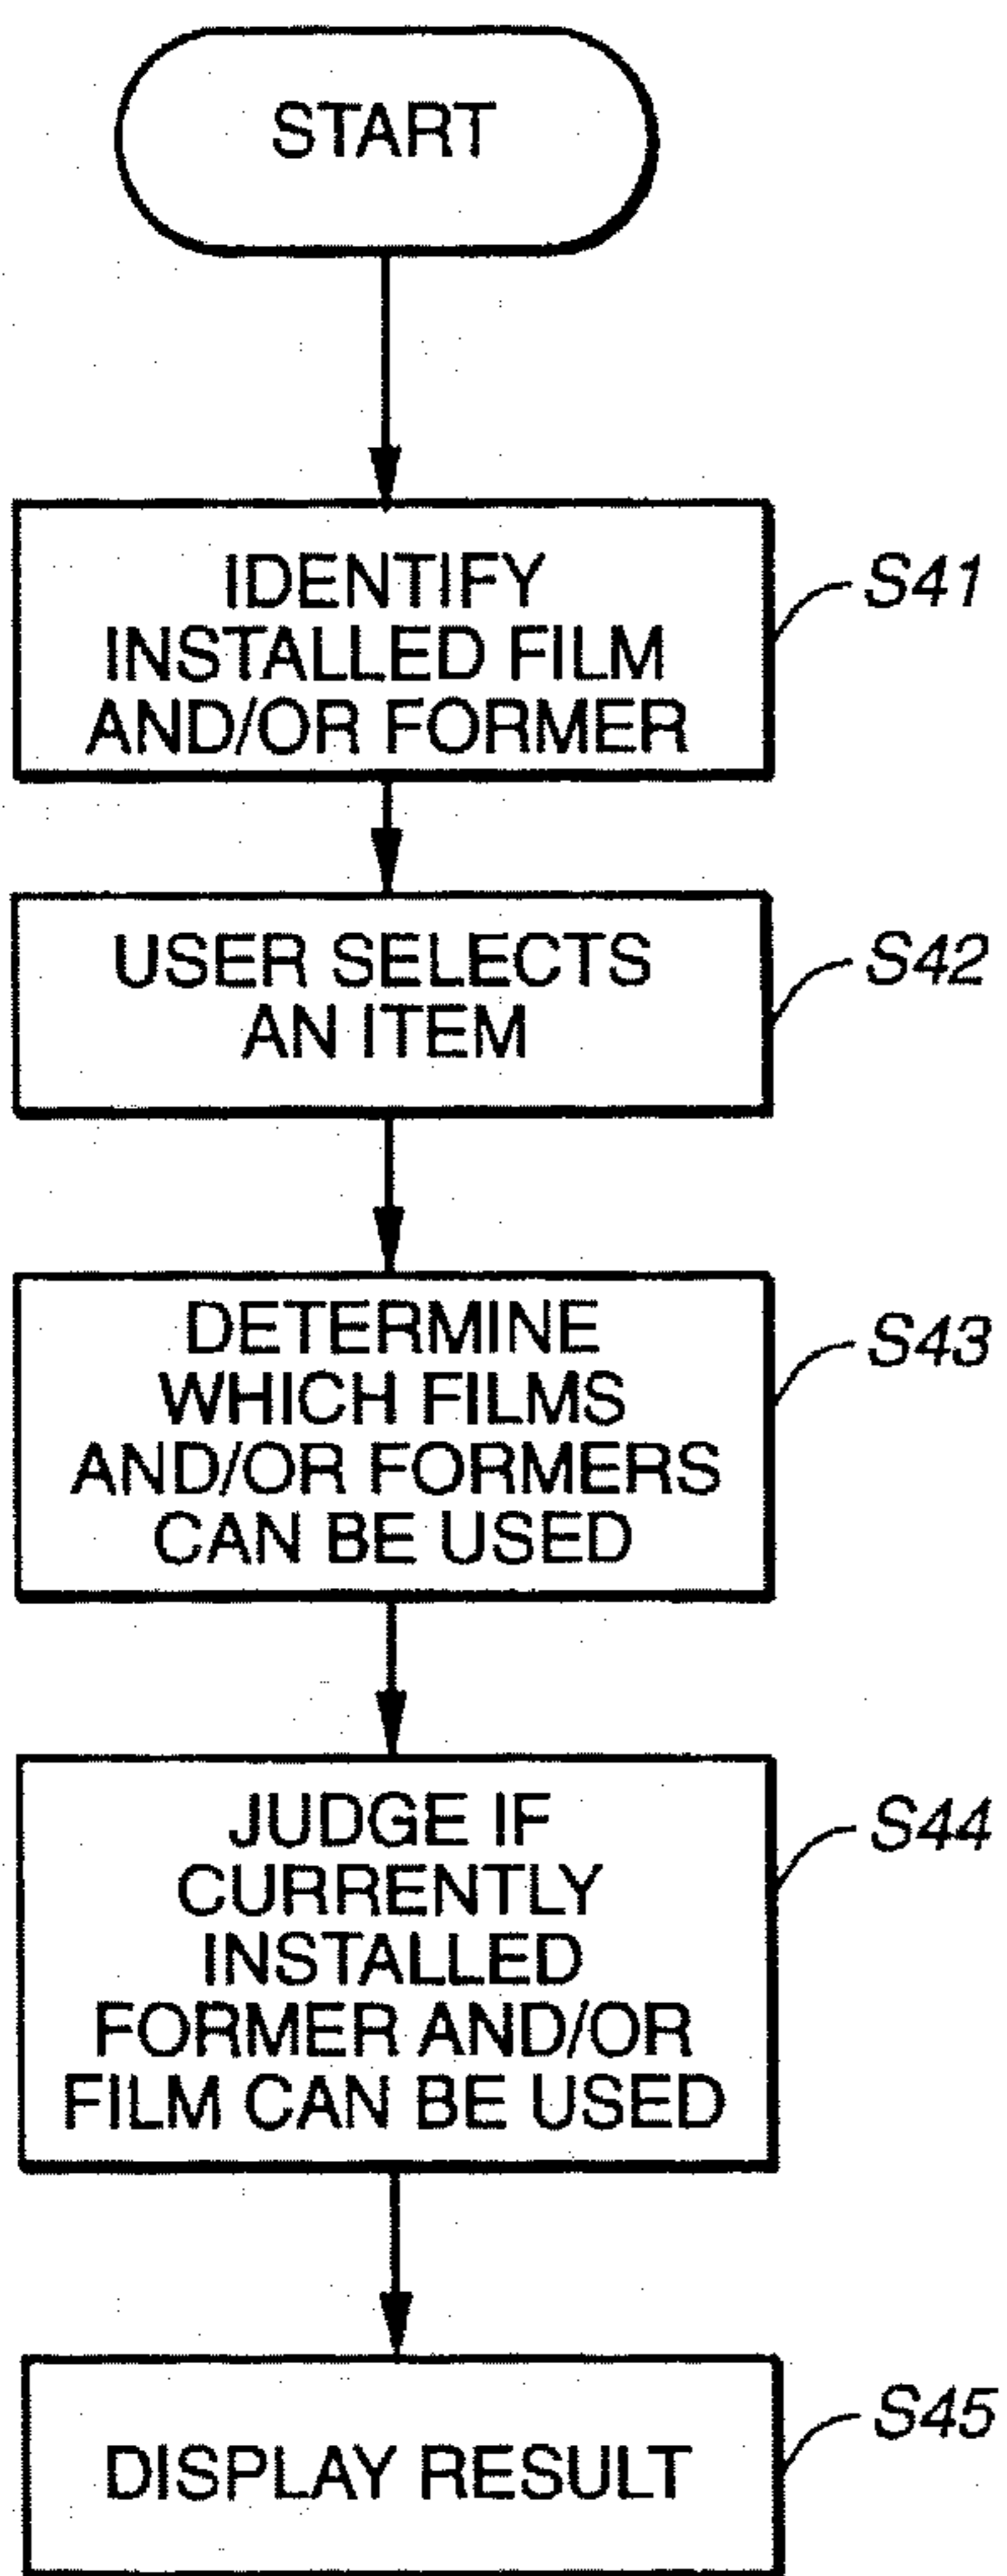 START
IDENTIFY
INSTALLED FILM
AND/OR FORMER
S41
USER SELECTS
AN ITEM
S42
DETERMINE
WHICH FILMS
AND/OR FORMERS
CAN BE USED
S43
JUDGE IF
CURRENTLY
INSTALLED
FORMER AND/OR
FILM CAN BE USED
S44
DISPLAY RESULT
S45